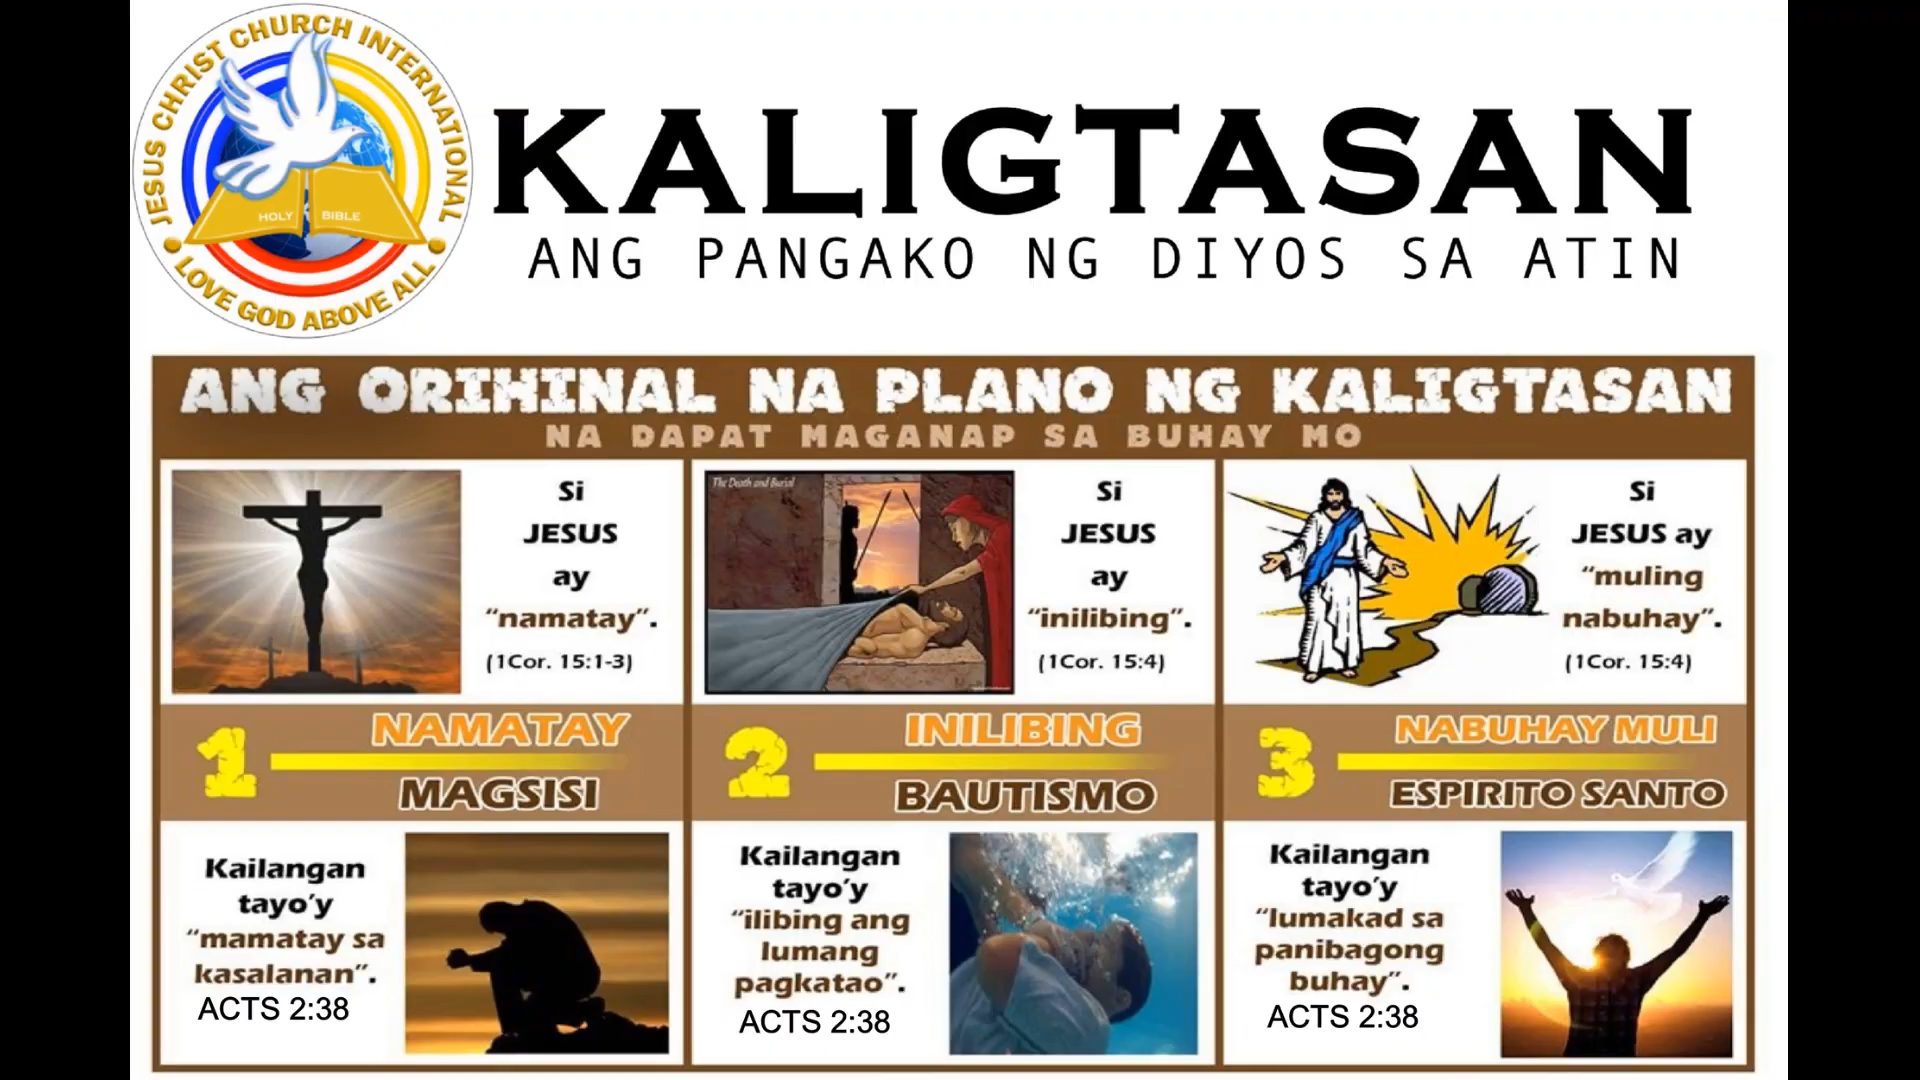 JESUS CHRIST CHURCH INTERNATIONAL
HOLY BIBLE
LOVE GOD ABOVE ALL
KALIGTASAN
ANG PANGAKO NG DIYOS SA ATIN
ANG ORIHINAL NA PLANO NG KALIGTASAN
NA DAPAT MAGANAP SA BUHAY MO
Si
JESUS
ay
“namatay”.
(1Cor. 15:1-3)
The Death and Burial
Si
JESUS
ay
“inilibing”.
(1Cor. 15:4)
Si
JESUS ay
“muling
nabuhay”.
(1Cor. 15:4)
1
NAMATAY
MAGSISI
2
INILIBING
BAUTISMO
3
NABUHAY MULI
ESPIRITO SANTO
Kailangan
tayo’y
“mamatay sa
kasalanan”.
ACTS 2:38
Kailangan
tayo’y
“ilibing ang
lumang
pagkatao”.
ACTS 2:38
Kailangan
tayo’y
“lumakad sa
panibagong
buhay”.
ACTS 2:38